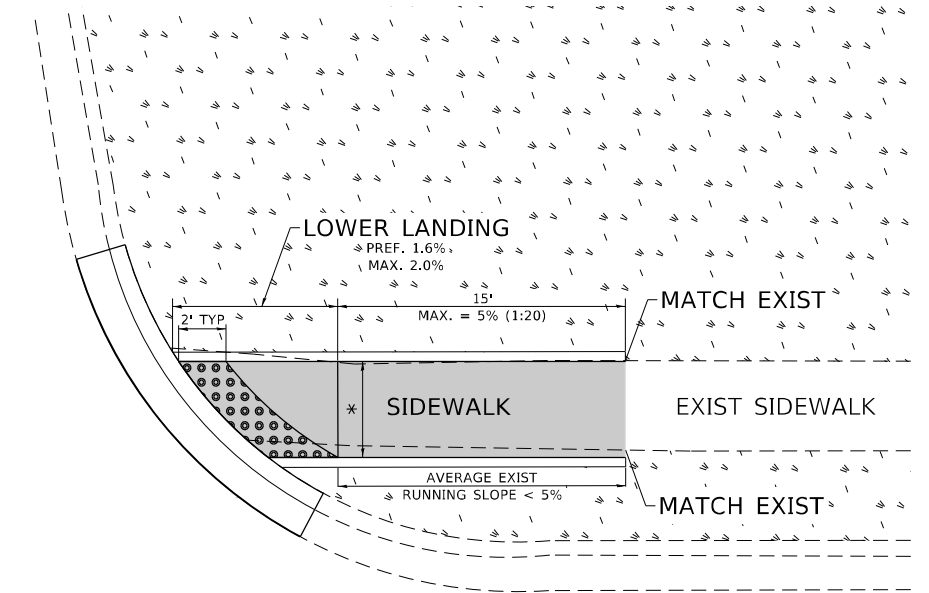 LOWER LANDING
PREF. 1.6%
MAX. 2.0%
15'
MAX. = 5% (1:20)
MATCH EXIST
2' TYP
*
SIDEWALK
EXIST SIDEWALK
AVERAGE EXIST
RUNNING SLOPE < 5%
MATCH EXIST